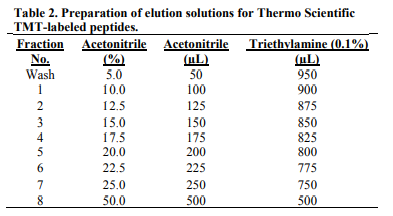 Table 2. Preparation of elution solutions for Thermo Scientific
TMT-labeled peptides.
Fraction Acetonitrile Acetonitrile Triethylamine (0.1%)
No. (%) (µL) (µL)
Wash 5.0 50 950
1 10.0 100 900
2 12.5 125 875
3 15.0 150 850
4 17.5 175 825
5 20.0 200 800
6 22.5 225 775
7 25.0 250 750
8 50.0 500 500